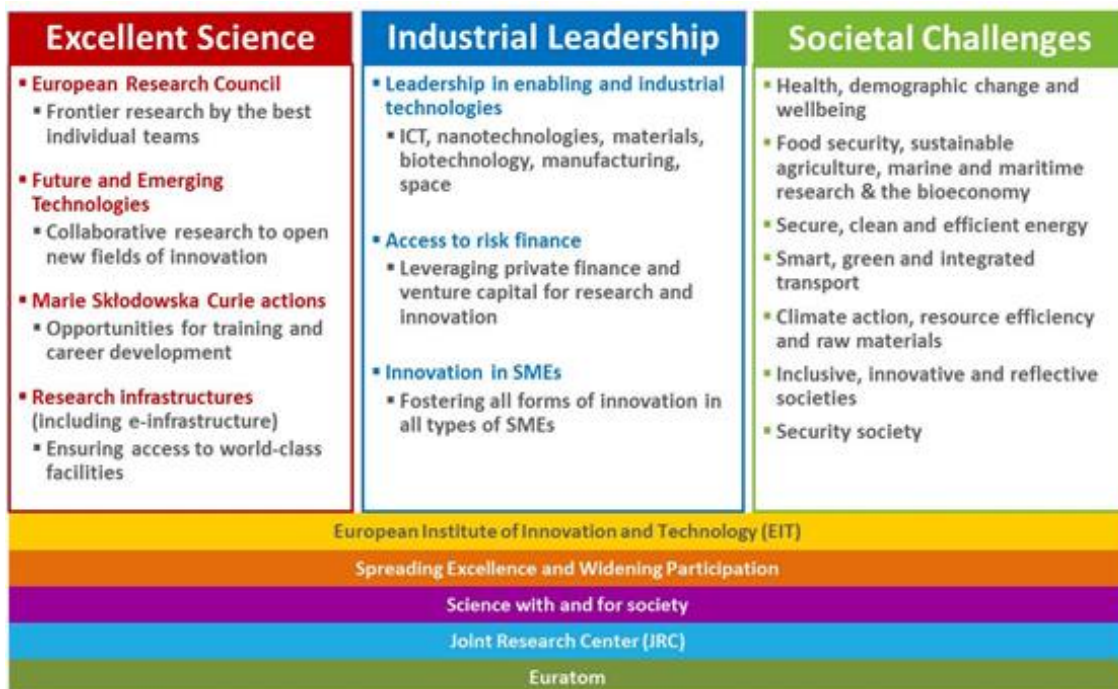 Excellent Science
▪ European Research Council
▪ Frontier research by the best
individual teams
▪ Future and Emerging
Technologies
▪ Collaborative research to open
new fields of innovation
▪ Marie Skłodowska Curie actions
▪ Opportunities for training and
career development
▪ Research infrastructures
(including e-infrastructure)
▪ Ensuring access to world-class
facilities
Industrial Leadership
▪ Leadership in enabling and industrial
technologies
▪ ICT, nanotechnologies, materials,
biotechnology, manufacturing,
space
▪ Access to risk finance
▪ Leveraging private finance and
venture capital for research and
innovation
▪ Innovation in SMEs
▪ Fostering all forms of innovation in
all types of SMEs
Societal Challenges
▪ Health, demographic change and
wellbeing
▪ Food security, sustainable
agriculture, marine and maritime
research & the bioeconomy
▪ Secure, clean and efficient energy
▪ Smart, green and integrated
transport
▪ Climate action, resource efficiency
and raw materials
▪ Inclusive, innovative and reflective
societies
▪ Security society
European Institute of Innovation and Technology (EIT)
Spreading Excellence and Widening Participation
Science with and for society
Joint Research Center (JRC)
Euratom